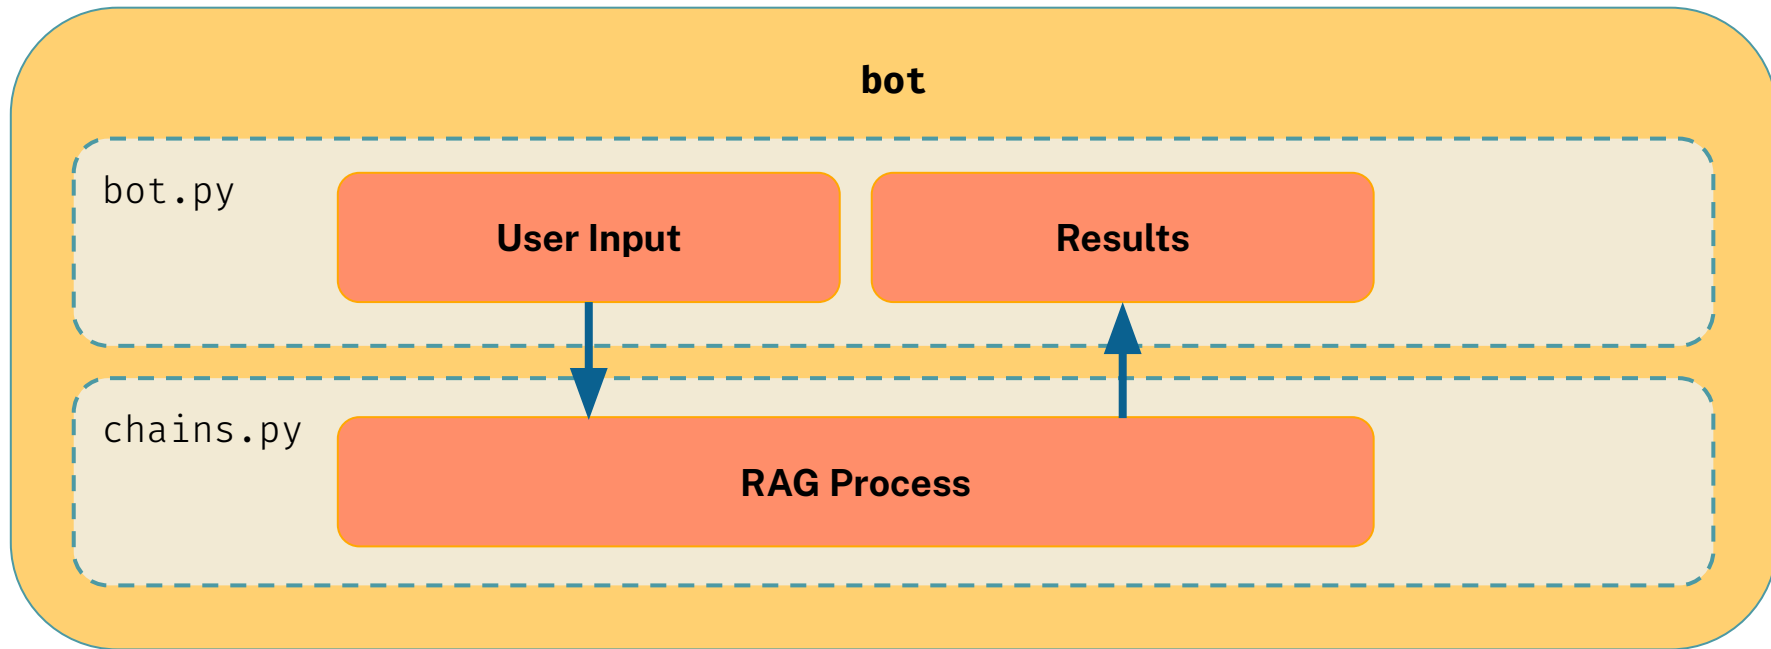 bot
bot.py
User Input
Results
chains.py
RAG Process